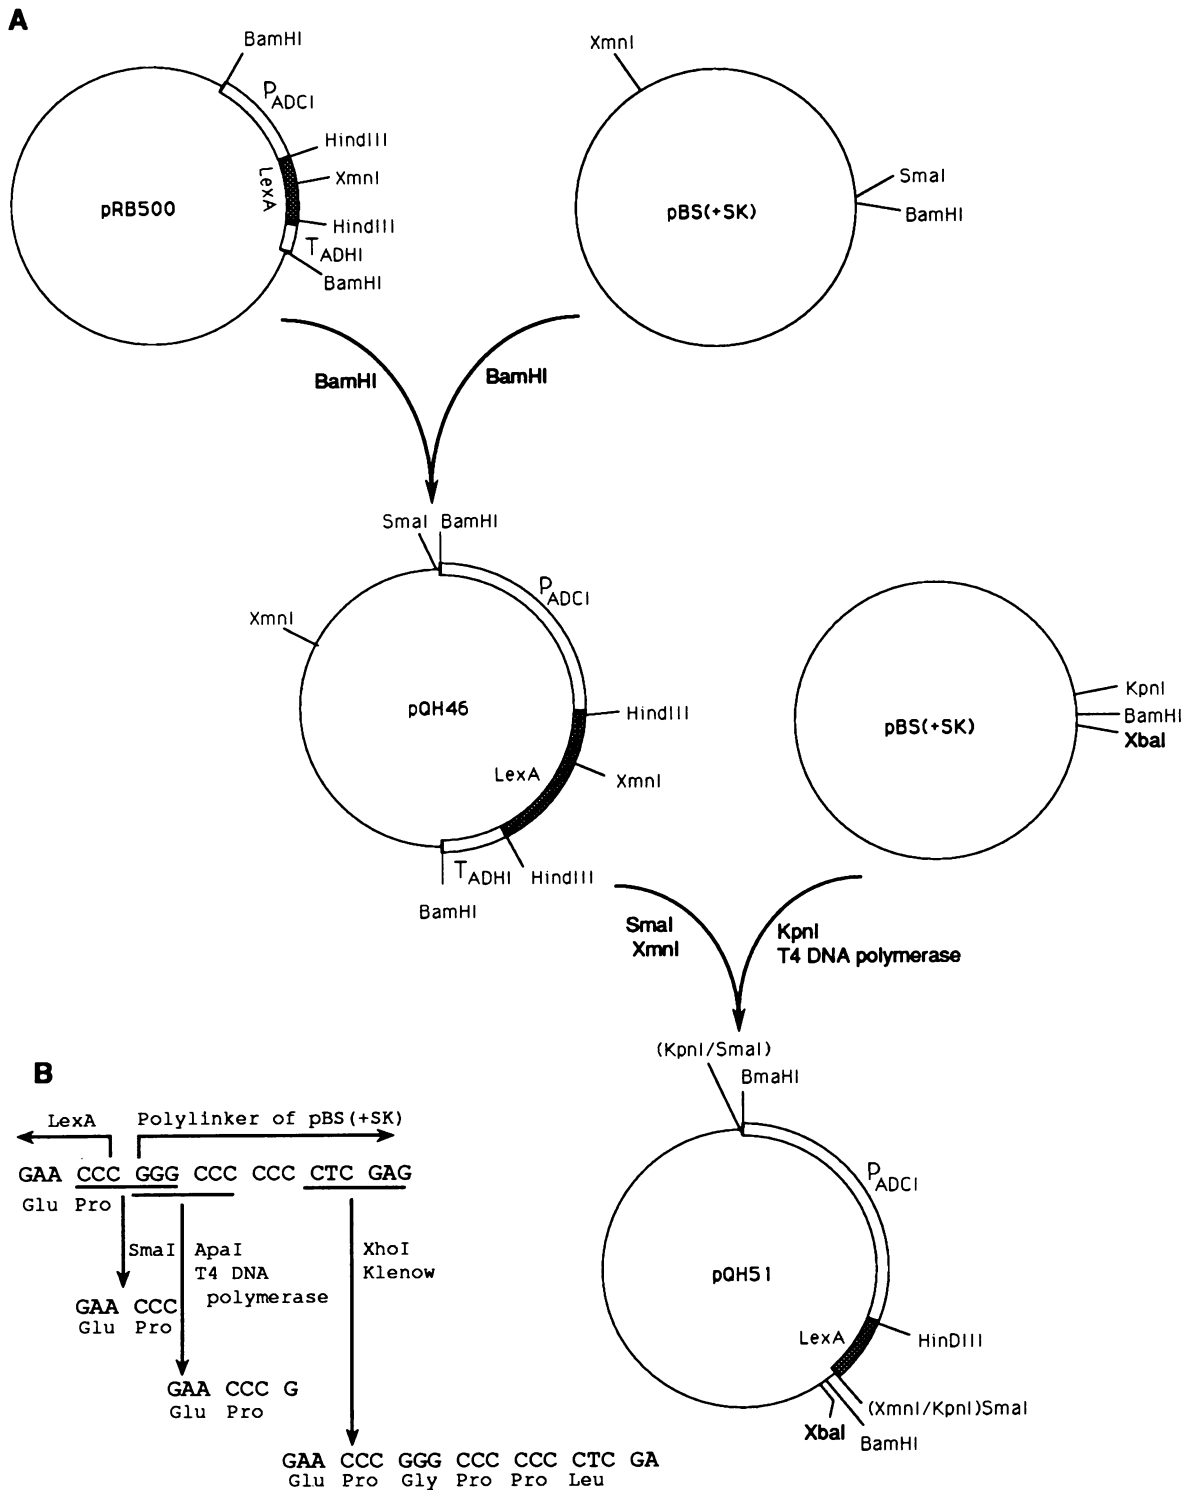 A
BamHI
PADCI
HindIII
XmnI
LexA
HindIII
TADHI
BamHI
pRB500
XmnI
SmaI
BamHI
pBS(+SK)
BamHI
BamHI
SmaI BamHI
PADCI
XmnI
pQH46
HindIII
LexA
XmnI
TADHI HindIII
BamHI
KpnI
BamHI
XbaI
pBS(+SK)
SmaI
XmnI
KpnI
T4 DNA polymerase
(KpnI/SmaI)
BmaHI
PADCI
pQH51
LexA
HinDIII
(XmnI/KpnI)SmaI
XbaI
BamHI
B
LexA Polylinker of pBS(+SK)
GAA CCC GGG CCC CCC CTC GAG
Glu Pro
SmaI
ApaI
T4 DNA
polymerase
XhoI
Klenow
GAA CCC
Glu Pro
GAA CCC G
Glu Pro
GAA CCC GGG CCC CCC CTC GA
Glu Pro Gly Pro Pro Leu